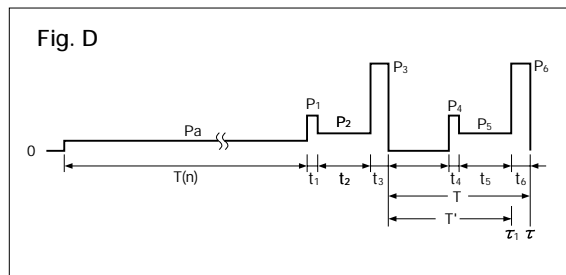 Fig. D
P3
P6
P1
P4
Pa
P2
P5
0
T(n)
t1
t2
t3
t4
t5
t6
T
T'
τ1
τ